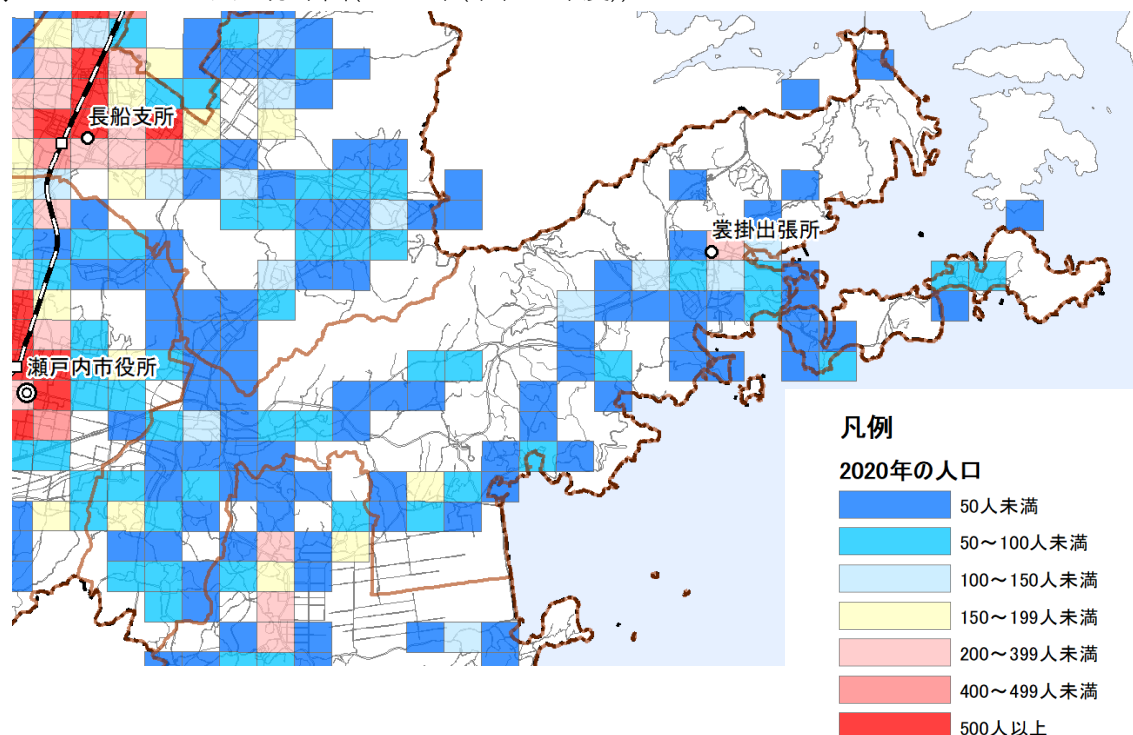 長船支所
裳掛出張所
瀬戸内市役所
凡例
2020年の人口
50人未満
50～100人未満
100～150人未満
150～199人未満
200～399人未満
400～499人未満
500人以上